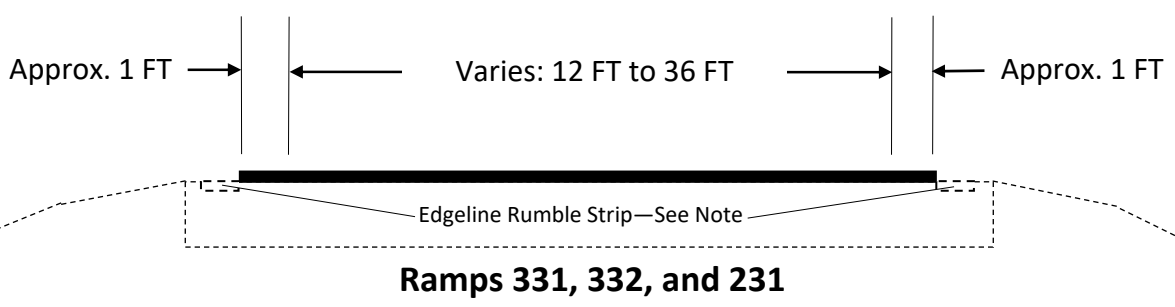 Approx. 1 FT Varies: 12 FT to 36 FT Approx. 1 FT
Edgeline Rumble Strip—See Note
Ramps 331, 332, and 231